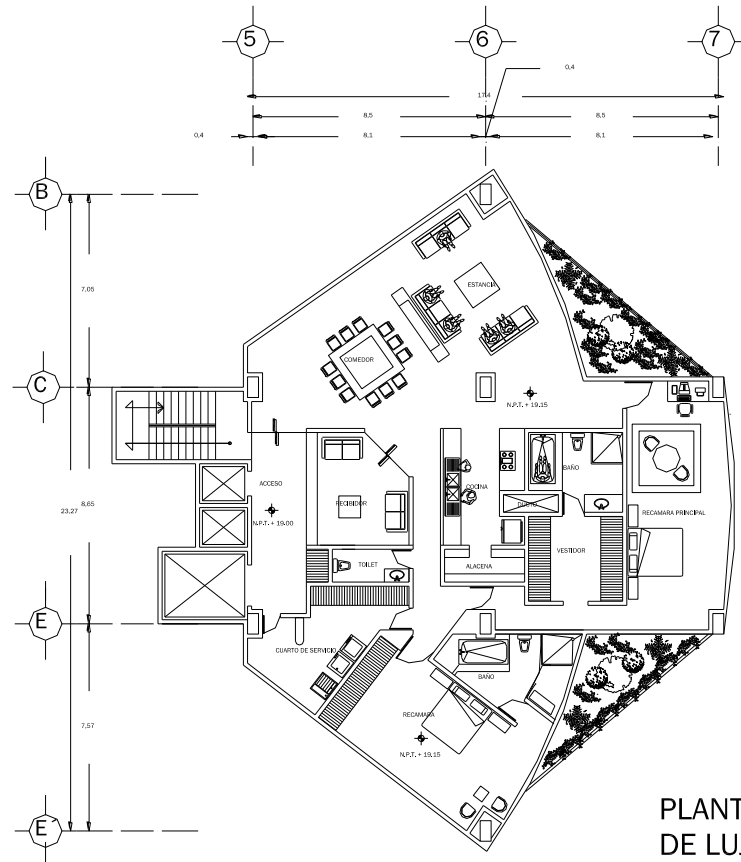 5
6
7
0,4
17,4
8,5
8,5
0,4
8,1
8,1
B
7,05
ESTANCIA
COMEDOR
C
N.P.T. + 19.15
ACCESO
BAÑO
COCINA
8,65
23,27
RECIBIDOR
DUCTO
RECAMARA PRINCIPAL
N.P.T. + 19.00
VESTIDOR
TOILET
ALACENA
E
CUARTO DE SERVICIO
BAÑO
7,57
RECAMARA
N.P.T. + 19.15
E'
PLANT
DE LU